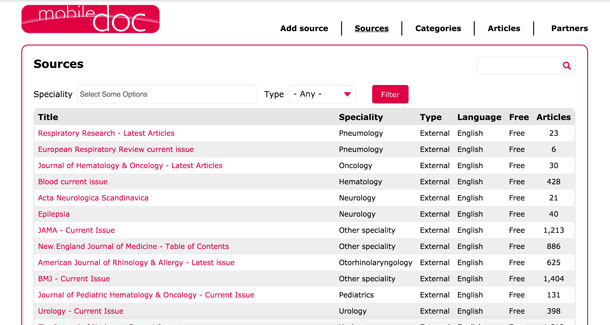 mobile doc
Add source Sources Categories Articles Partners
Sources
Speciality Select Some Options Type - Any - Filter
Title Speciality Type Language Free Articles
Respiratory Research - Latest Articles Pneumology External English Free 23
European Respiratory Review current issue Pneumology External English Free 6
Journal of Hematology & Oncology - Latest Articles Oncology External English Free 30
Blood current issue Hematology External English Free 428
Acta Neurologica Scandinavica Neurology External English Free 21
Epilepsia Neurology External English Free 40
JAMA - Current Issue Other speciality External English Free 1,213
New England Journal of Medicine - Table of Contents Other speciality External English Free 886
American Journal of Rhinology & Allergy - Latest issue Otorhinolaryngology External English Free 625
BMJ - Current Issue Other speciality External English Free 1,404
Journal of Pediatric Hematology & Oncology - Current Issue Pediatrics External English Free 131
Urology - Current Issue Urology External English Free 398